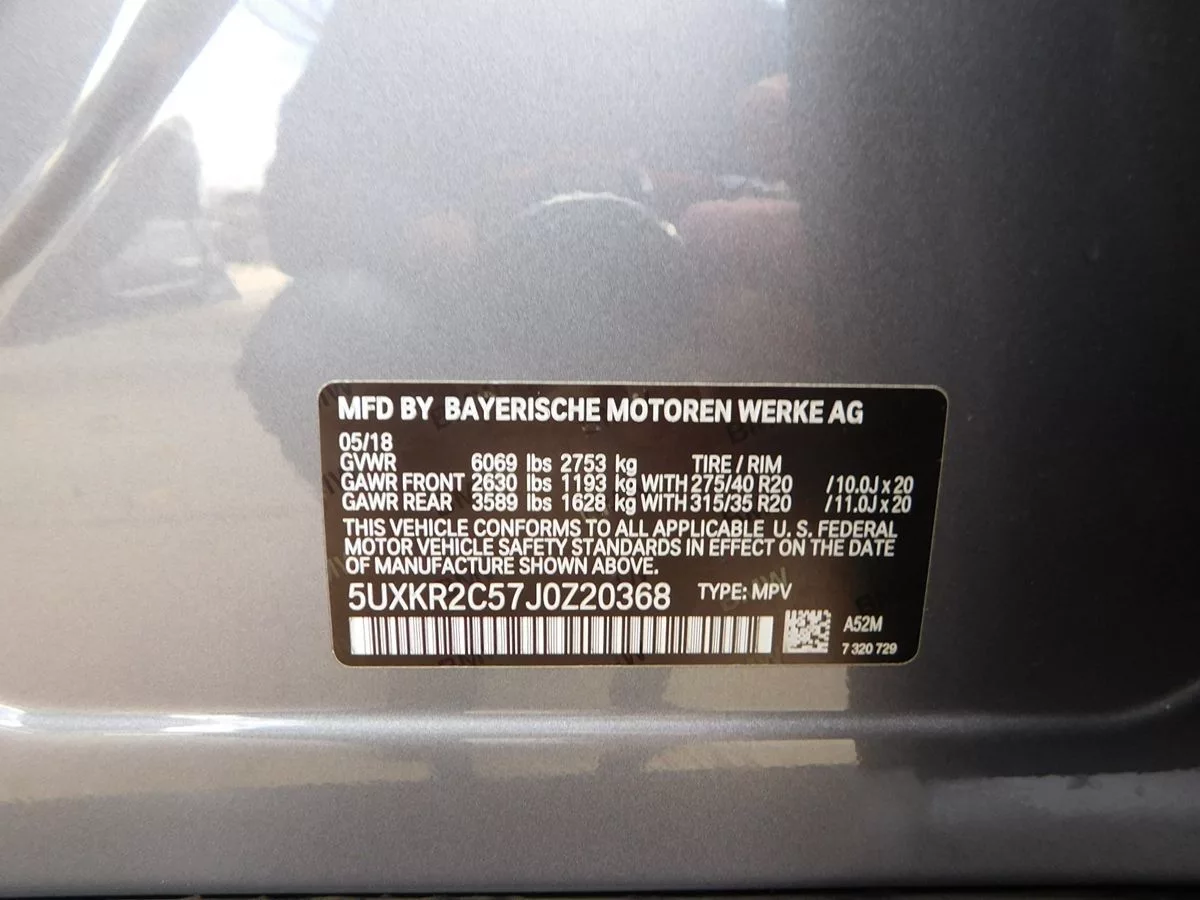 MFD BY BAYERISCHE MOTOREN WERKE AG
05/18
GVWR 6069 lbs 2753 kg TIRE / RIM
GAWR FRONT 2630 lbs 1193 kg WITH 275/40 R20 /10.0J x 20
GAWR REAR 3589 lbs 1628 kg WITH 315/35 R20 /11.0J x 20
THIS VEHICLE CONFORMS TO ALL APPLICABLE U. S. FEDERAL
MOTOR VEHICLE SAFETY STANDARDS IN EFFECT ON THE DATE
OF MANUFACTURE SHOWN ABOVE.
5UXKR2C57J0Z20368 TYPE: MPV
A52M
7 320 729